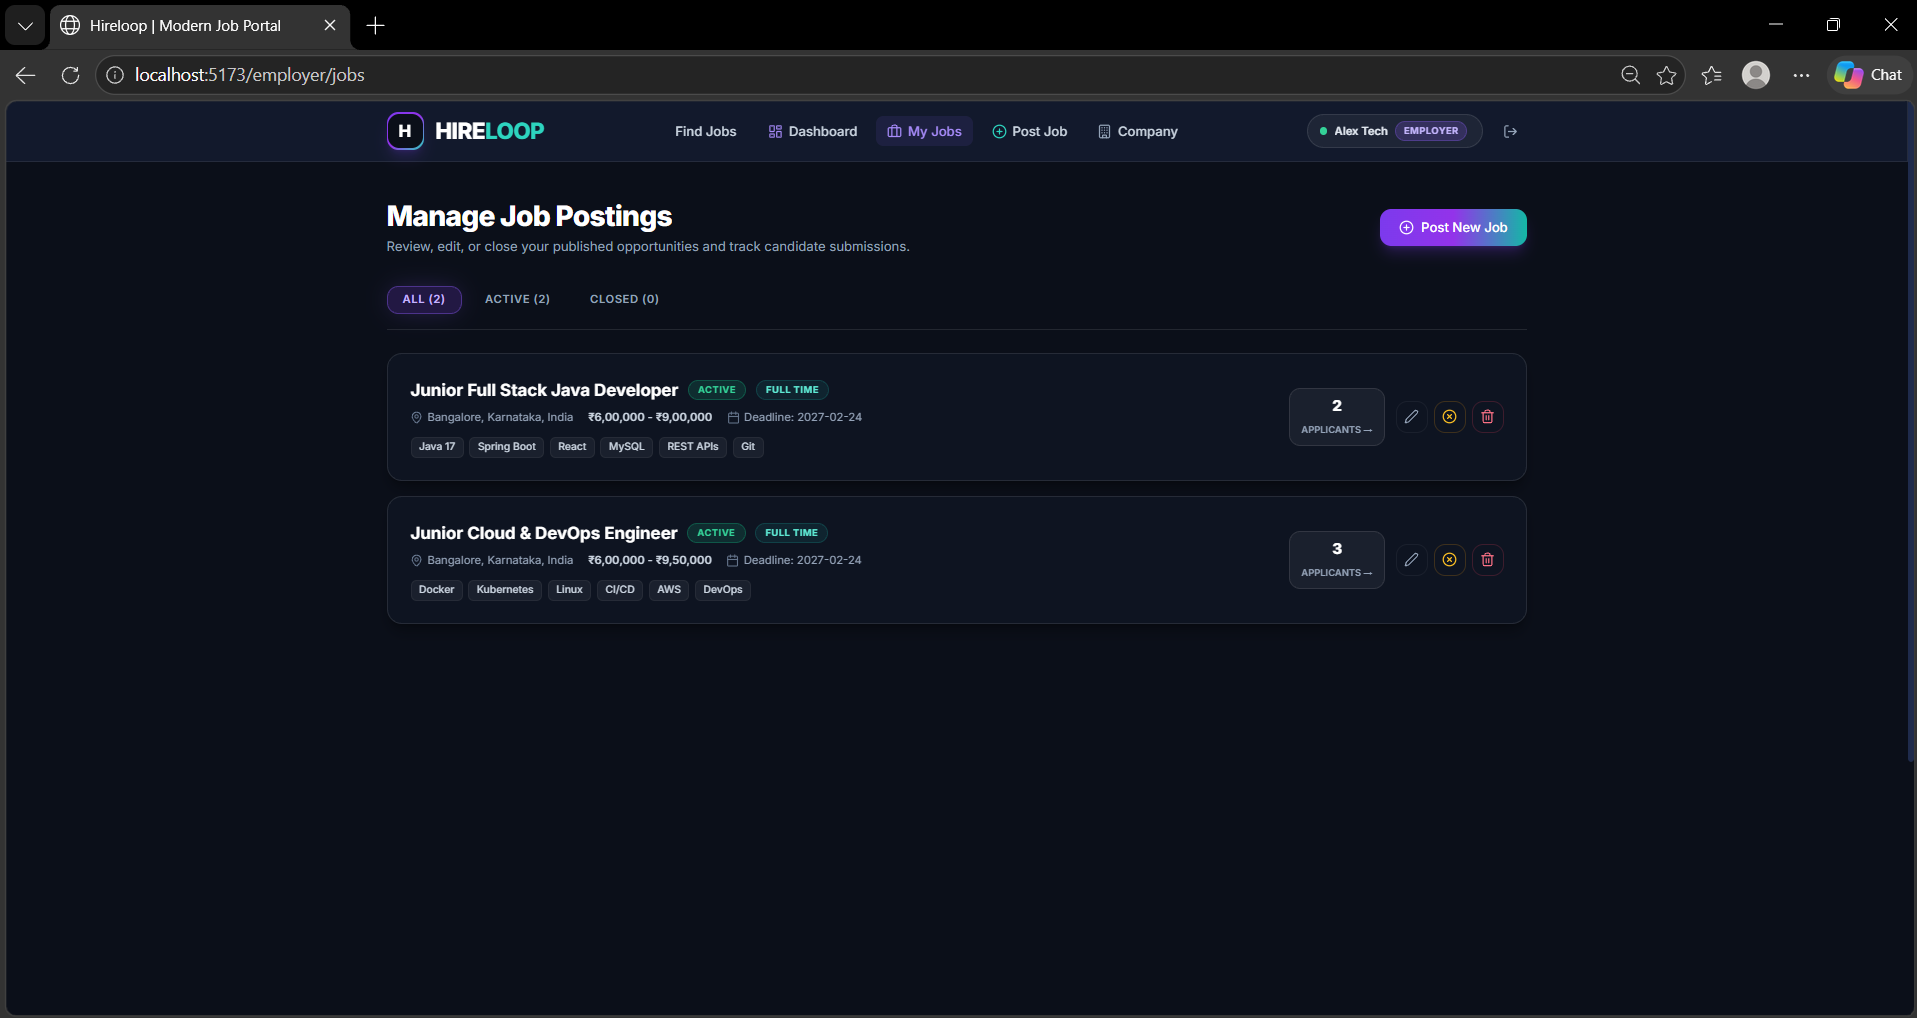 Hireloop | Modern Job Portal
localhost:5173/employer/jobs
Chat
H HIRELOOP
Find Jobs Dashboard My Jobs Post Job Company
Alex Tech EMPLOYER
Manage Job Postings
Review, edit, or close your published opportunities and track candidate submissions.
Post New Job
ALL (2) ACTIVE (2) CLOSED (0)
Junior Full Stack Java Developer ACTIVE FULL TIME
Bangalore, Karnataka, India ₹6,00,000 - ₹9,00,000 Deadline: 2027-02-24
Java 17 Spring Boot React MySQL REST APIs Git
2
APPLICANTS→
Junior Cloud & DevOps Engineer ACTIVE FULL TIME
Bangalore, Karnataka, India ₹6,00,000 - ₹9,50,000 Deadline: 2027-02-24
Docker Kubernetes Linux CI/CD AWS DevOps
3
APPLICANTS→